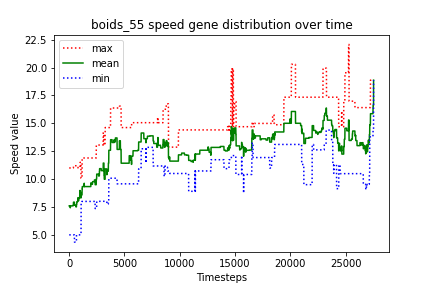 boids_55 speed gene distribution over time
max
mean
min
Speed value
22.5
20.0
17.5
15.0
12.5
10.0
7.5
5.0
0 5000 10000 15000 20000 25000
Timesteps